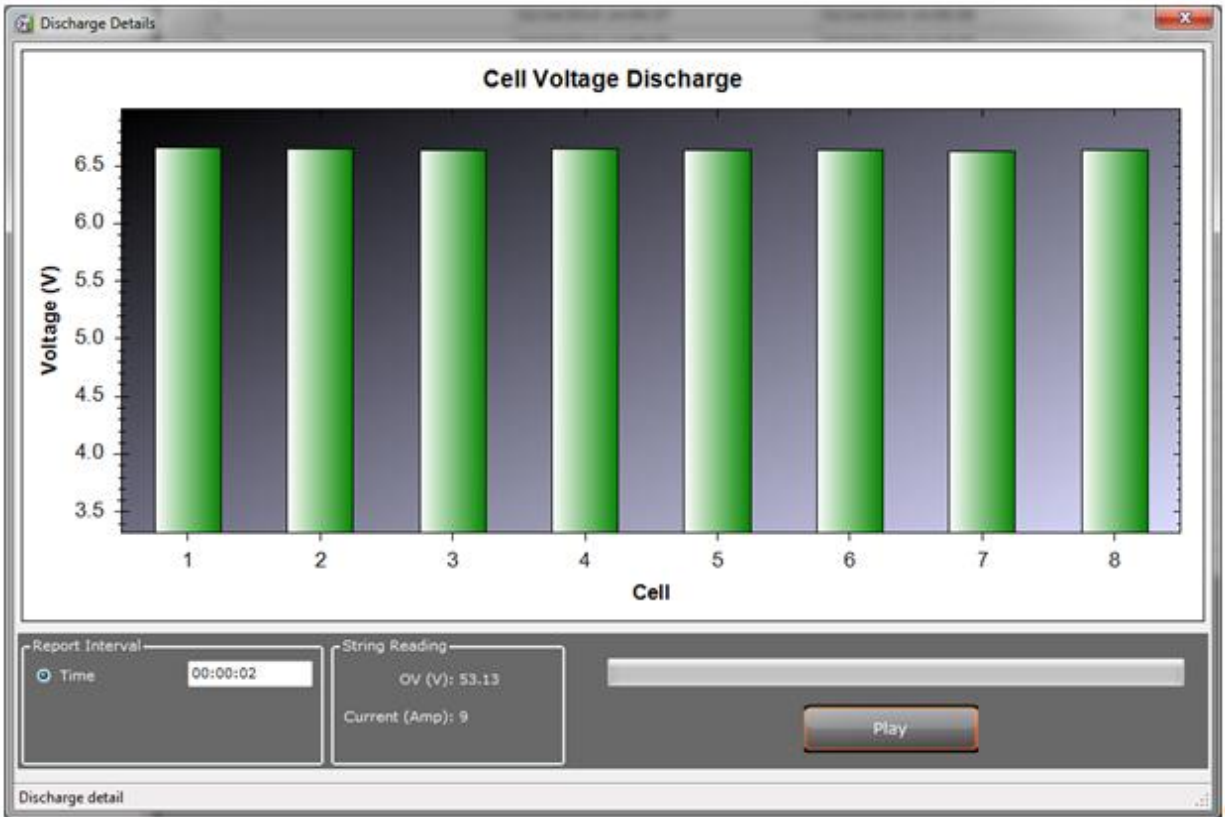 Discharge Details
Cell Voltage Discharge
Voltage (V)
6.5
6.0
5.5
5.0
4.5
4.0
3.5
1 2 3 4 5 6 7 8
Cell
Report Interval
Time 00:00:02
String Reading
OV (V): 53.13
Current (Amp): 9
Play
Discharge detail